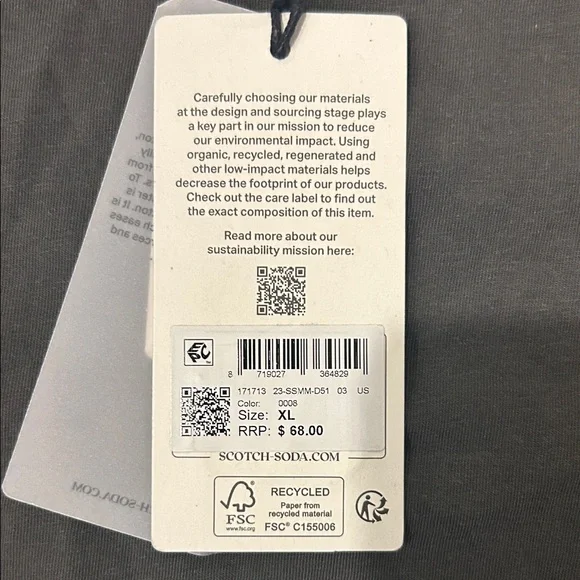 Carefully choosing our materials
at the design and sourcing stage plays
a key part in our mission to reduce
our environmental impact. Using
organic, recycled, regenerated and
other low-impact materials helps
decrease the footprint of our products.
Check out the care label to find out
the exact composition of this item.
Read more about our
sustainability mission here:
8 719027 364829
171713 23-SSMM-D51 03 US
Color: 0008
Size: XL
RRP: $ 68.00
SCOTCH-SODA.COM
FSC
www.fsc.org
RECYCLED
Paper from
recycled material
FSC® C155006